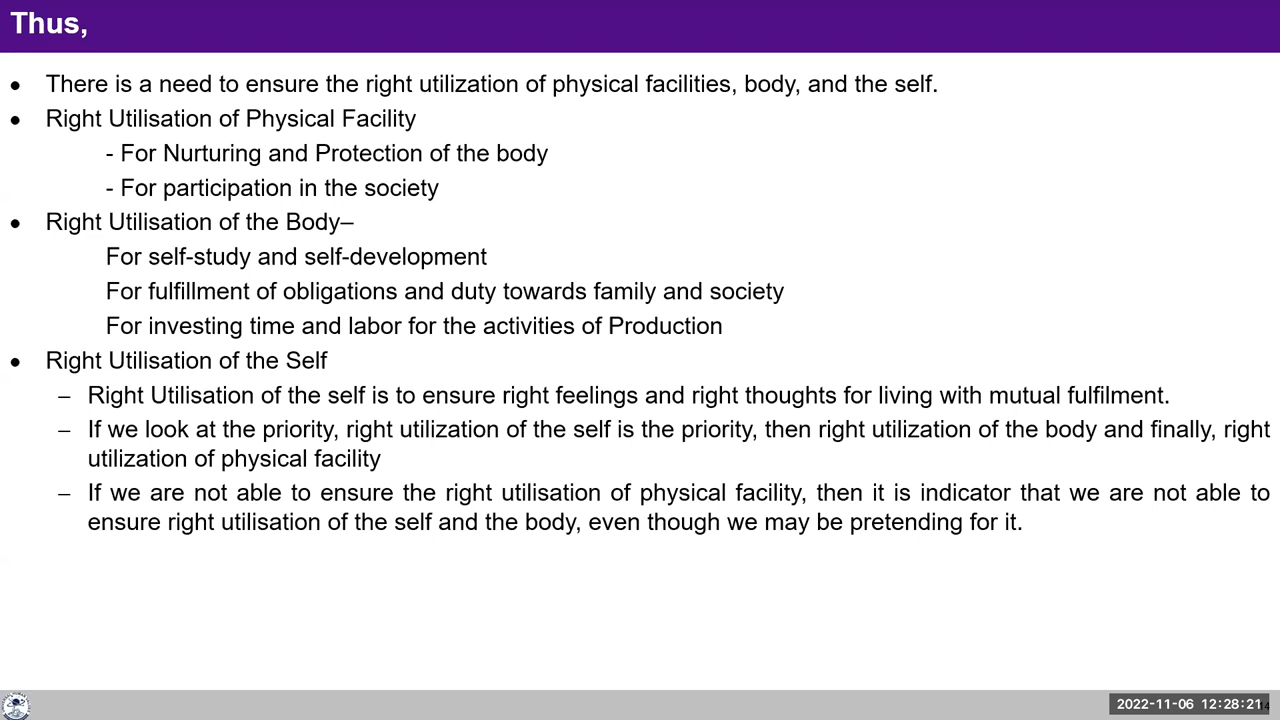 Thus,
● There is a need to ensure the right utilization of physical facilities, body, and the self.
● Right Utilisation of Physical Facility
- For Nurturing and Protection of the body
- For participation in the society
● Right Utilisation of the Body–
For self-study and self-development
For fulfillment of obligations and duty towards family and society
For investing time and labor for the activities of Production
● Right Utilisation of the Self
– Right Utilisation of the self is to ensure right feelings and right thoughts for living with mutual fulfilment.
– If we look at the priority, right utilization of the self is the priority, then right utilization of the body and finally, right
utilization of physical facility
– If we are not able to ensure the right utilisation of physical facility, then it is indicator that we are not able to
ensure right utilisation of the self and the body, even though we may be pretending for it.
2022-11-06 12:28:21